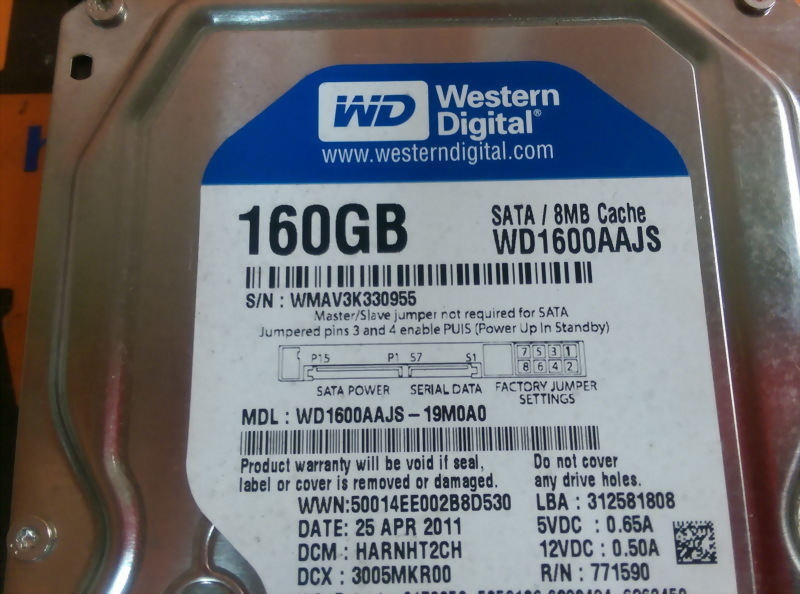 WD Western
Digital®
www.westerndigital.com
160GB
SATA / 8MB Cache
WD1600AAJS
S/N : WMAV3K330955
Master/Slave jumper not required for SATA
Jumpered pins 3 and 4 enable PUIS (Power Up In Standby)
P15 P1 S7 S1 7 5 3 1
8 6 4 2
SATA POWER SERIAL DATA FACTORY JUMPER
SETTINGS
MDL : WD1600AAJS – 19M0A0
Product warranty will be void if seal,
label or cover is removed or damaged.
Do not cover
any drive holes.
WWN:50014EE002B8D530 LBA : 312581808
DATE: 25 APR 2011 5VDC : 0.65A
DCM : HARNHT2CH 12VDC : 0.50A
DCX : 3005MKR00 R/N : 771590